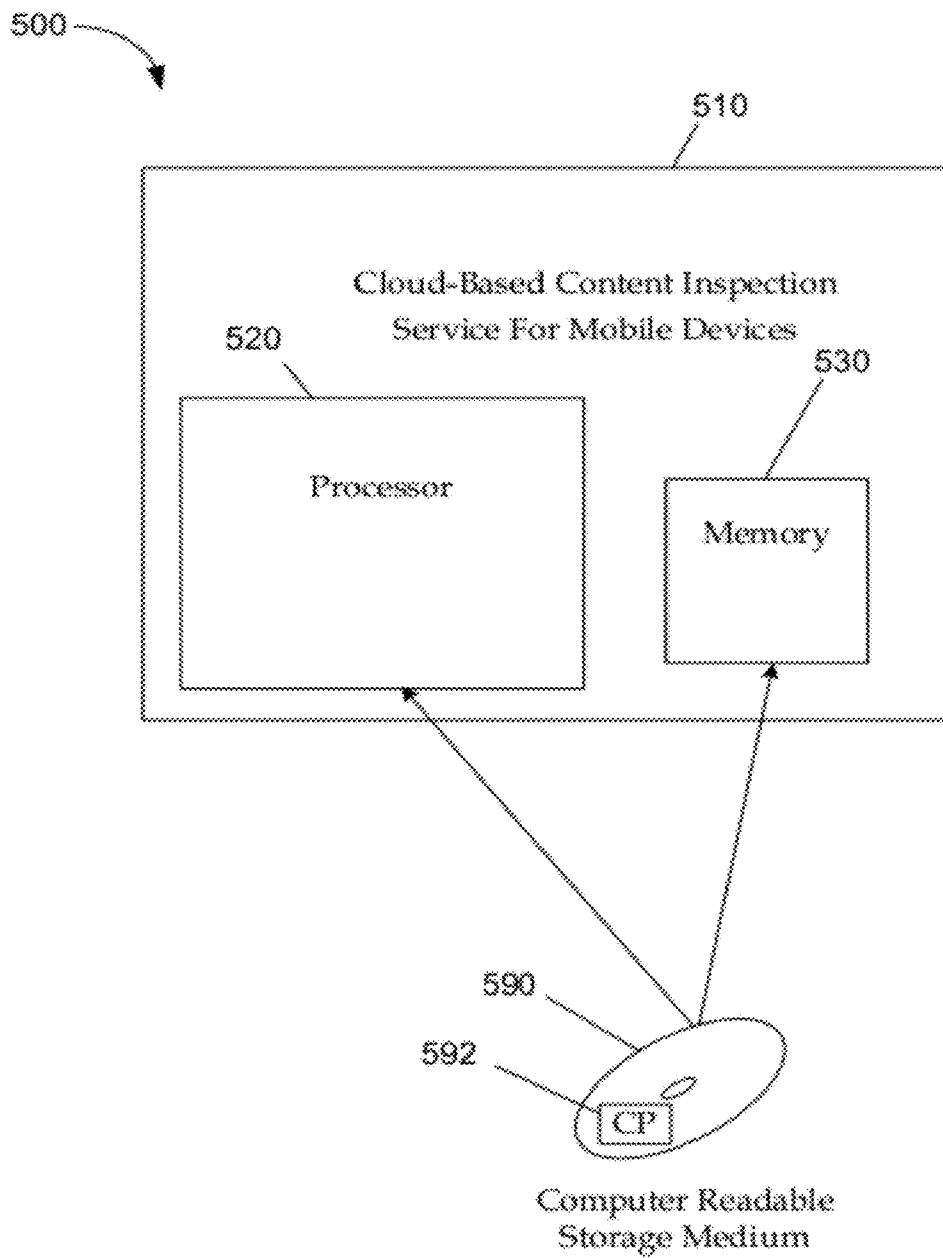 500
510
Cloud-Based Content Inspection
Service For Mobile Devices
520
530
Processor
Memory
590
592
CP
Computer Readable
Storage Medium